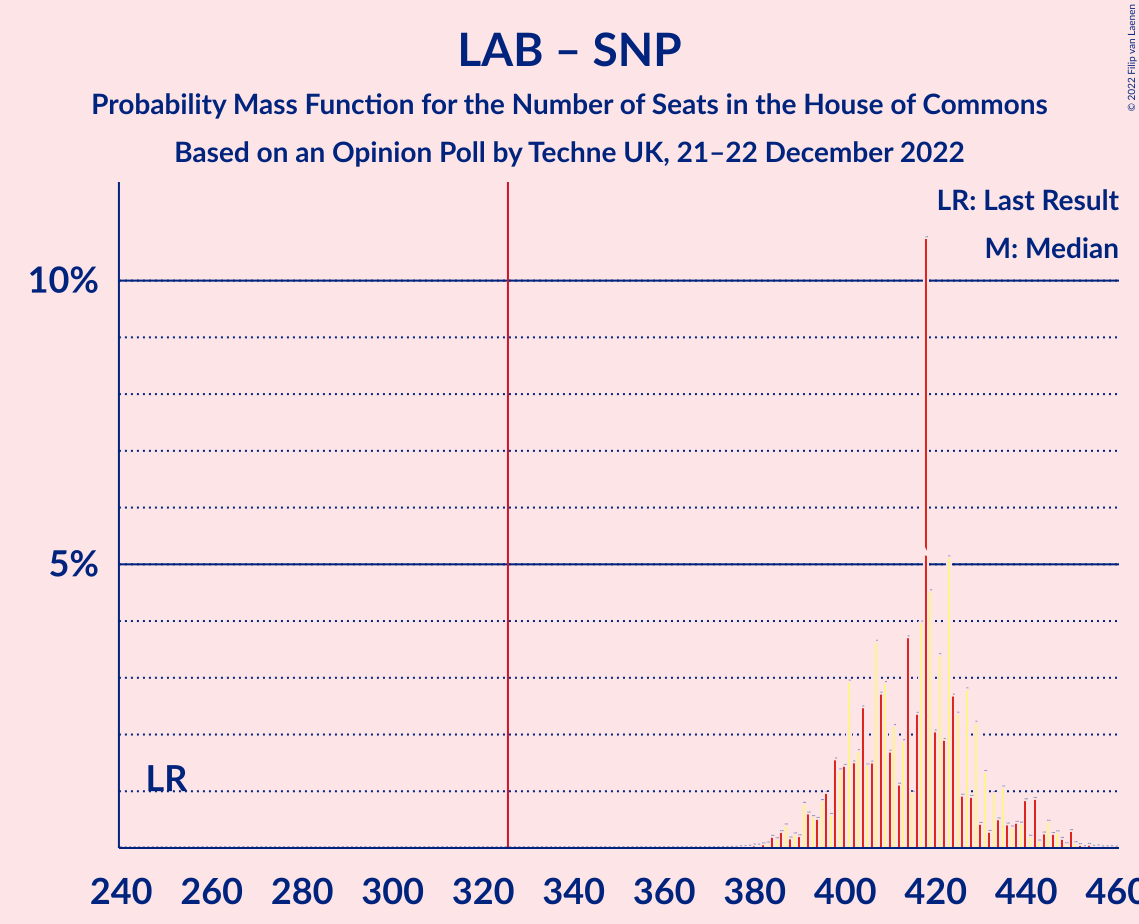 LAB – SNP
Probability Mass Function for the Number of Seats in the House of Commons
Based on an Opinion Poll by Techne UK, 21–22 December 2022
© 2022 Filip van Laenen
LR: Last Result
M: Median
10%
5%
LR
240 260 280 300 320 340 360 380 400 420 440 460